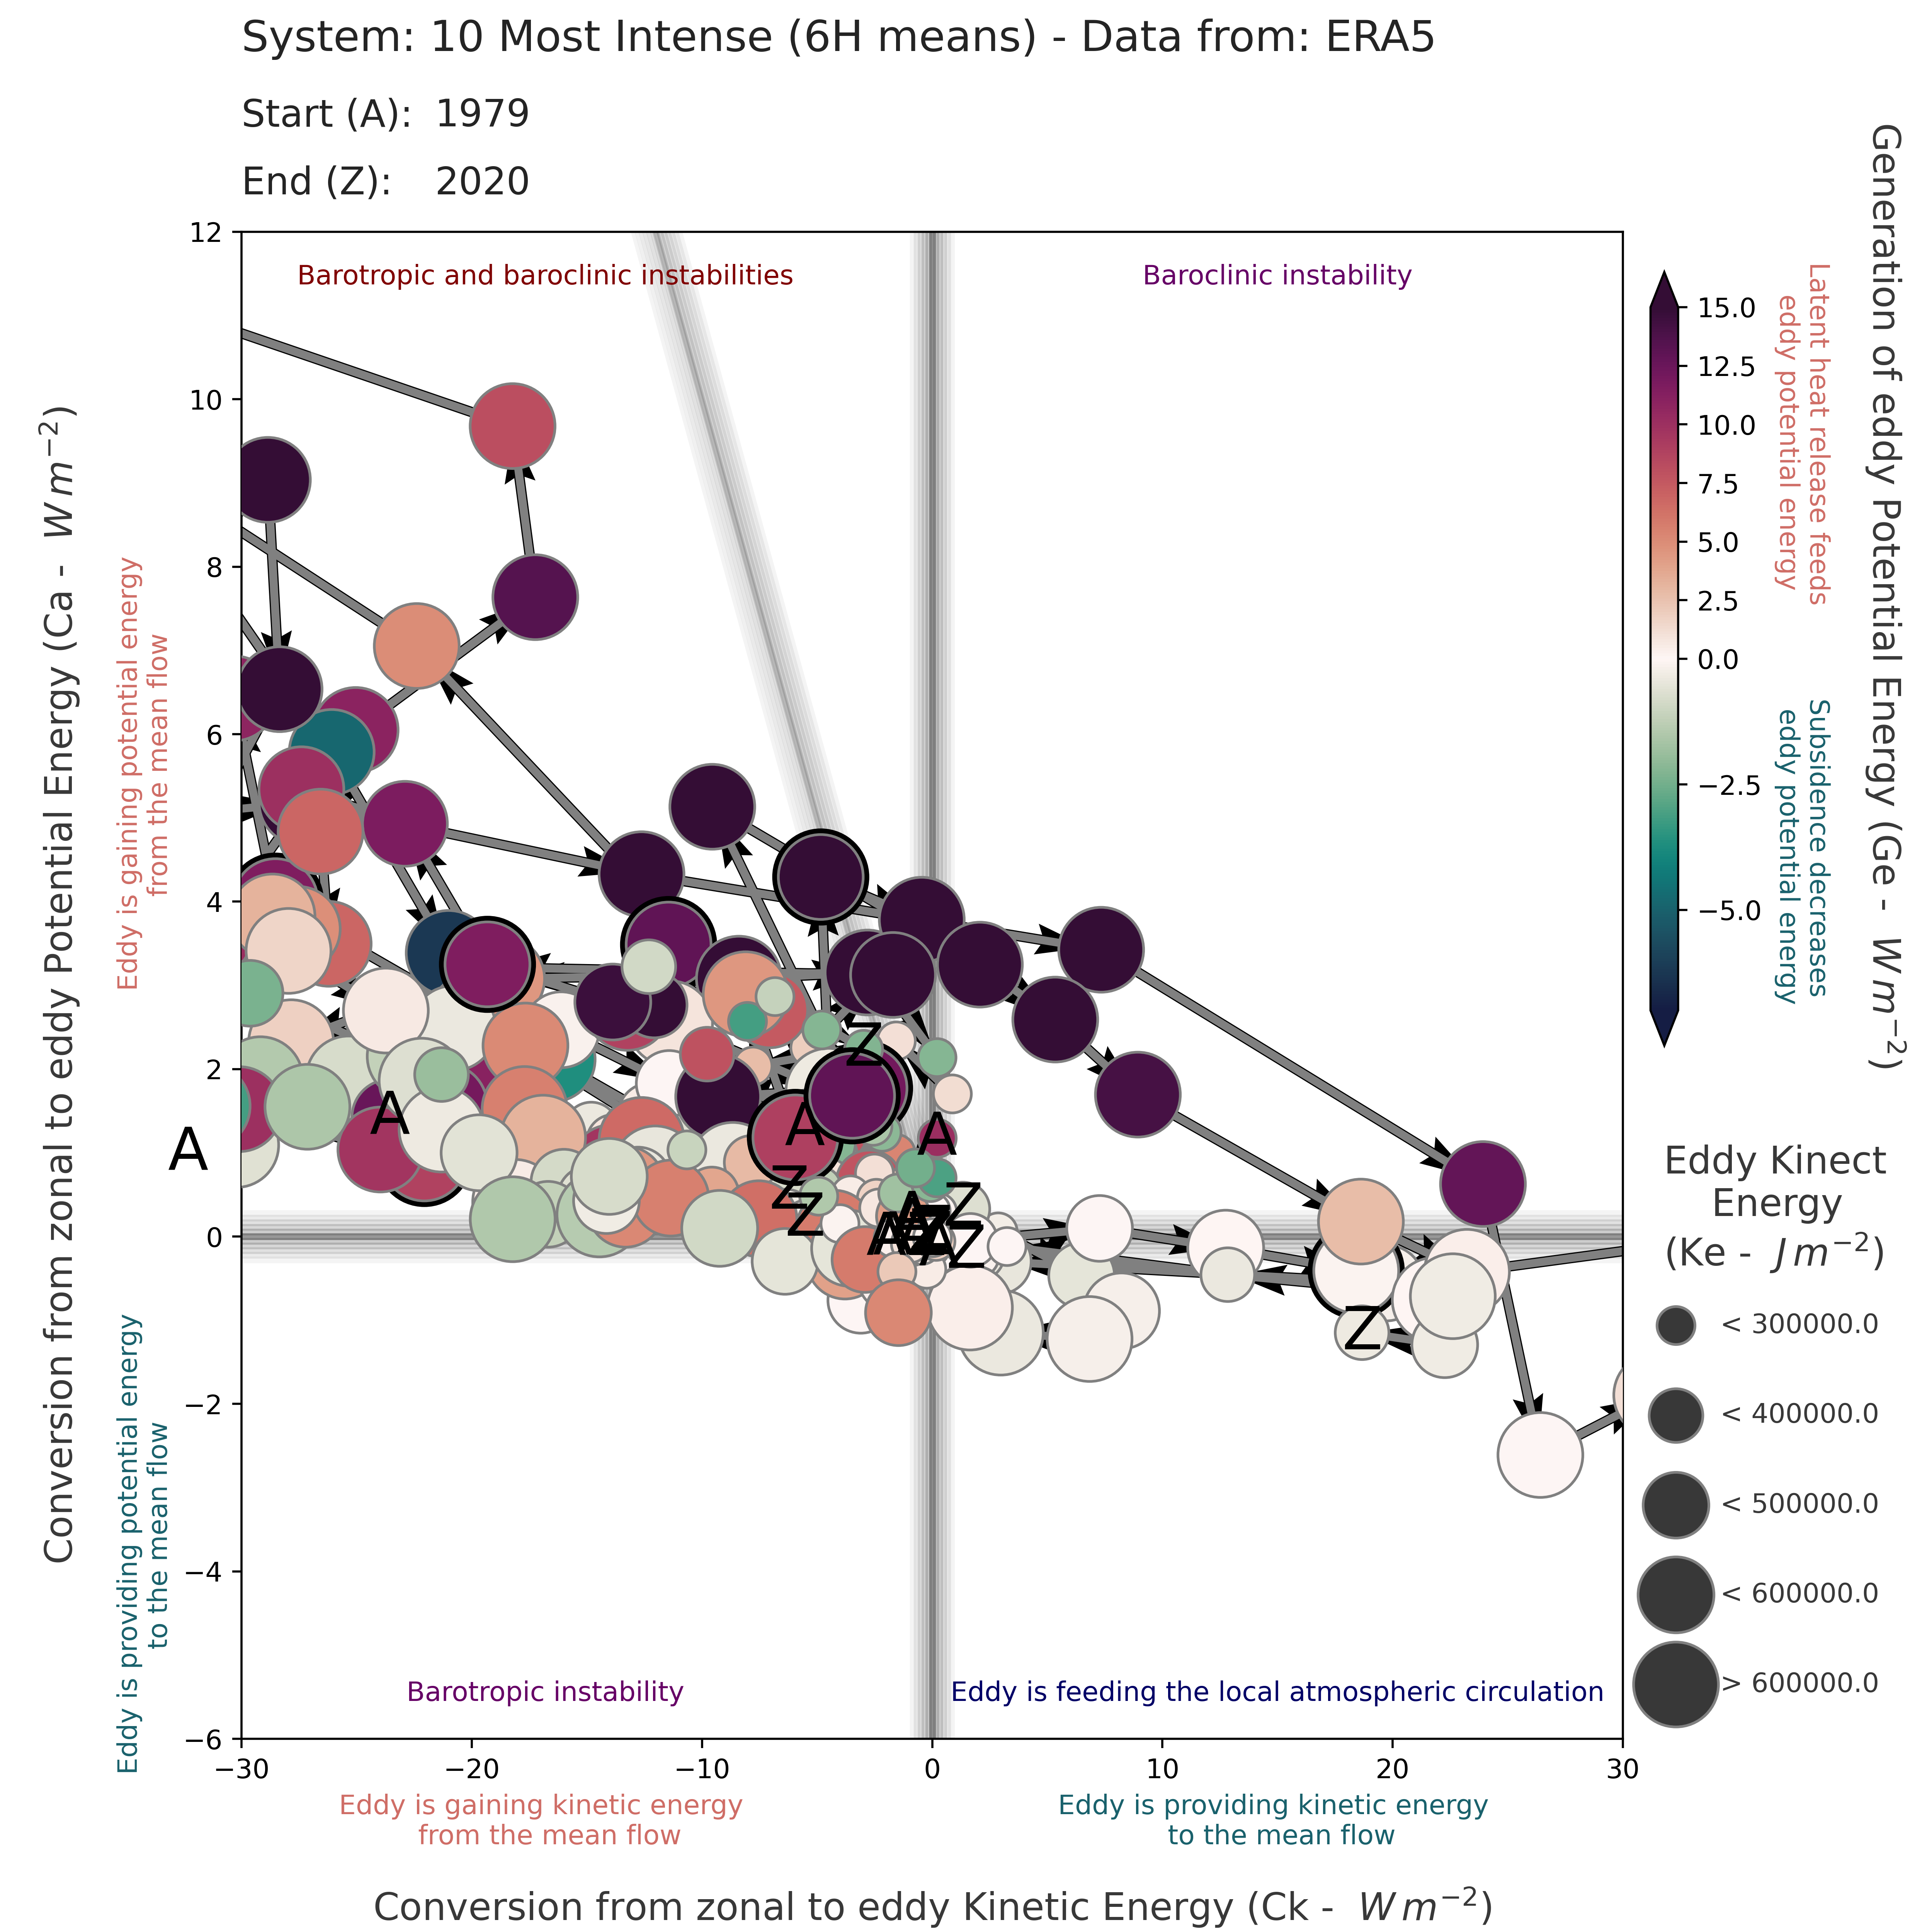 System: 10 Most Intense (6H means) - Data from: ERA5
Start (A): 1979
End (Z): 2020
Conversion from zonal to eddy Potential Energy (Ca - W m⁻²)
Eddy is gaining potential energy
from the mean flow
Eddy is providing potential energy
to the mean flow
12
10
8
6
4
2
0
−2
−4
−6
Barotropic and baroclinic instabilities
Baroclinic instability
Barotropic instability
Eddy is feeding the local atmospheric circulation
A
A
A
A
Z
Z
Z
Z
Z
Z
−30
−20
−10
0
10
20
30
Eddy is gaining kinetic energy
from the mean flow
Eddy is providing kinetic energy
to the mean flow
Conversion from zonal to eddy Kinetic Energy (Ck - W m⁻²)
15.0
12.5
10.0
7.5
5.0
2.5
0.0
−2.5
−5.0
Latent heat release feeds
eddy potential energy
Subsidence decreases
eddy potential energy
Generation of eddy Potential Energy (Ge - W m⁻²)
Eddy Kinect
Energy
(Ke - J m⁻²)
< 300000.0
< 400000.0
< 500000.0
< 600000.0
> 600000.0